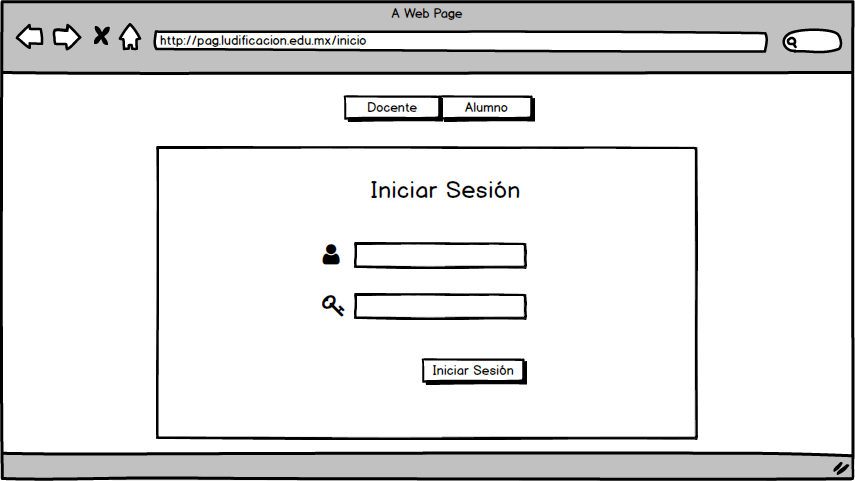 A Web Page
http://pag.ludificacion.edu.mx/inicio
Docente Alumno
Iniciar Sesión
Iniciar Sesión